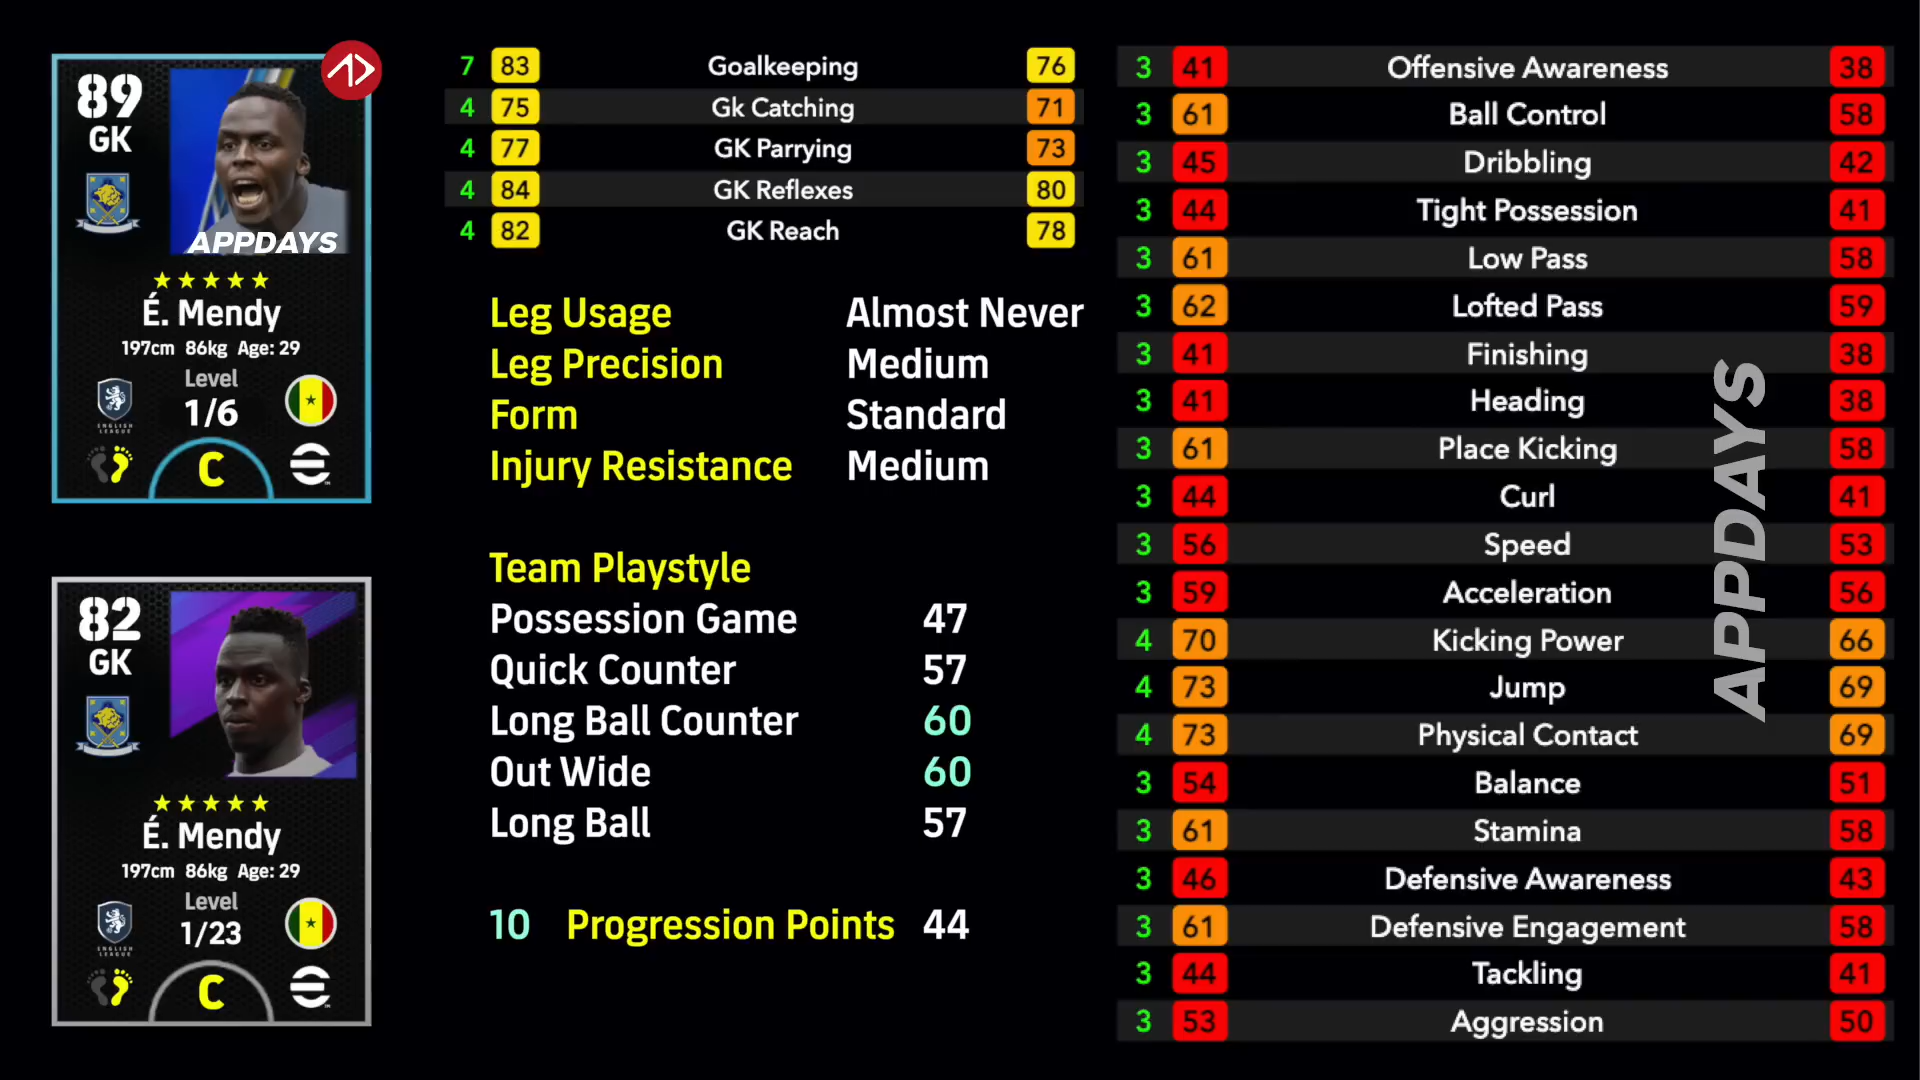 89
GK
APPDAYS
É. Mendy
197cm 86kg Age: 29
Level
1/6
ENGLISH LEAGUE
C
82
GK
É. Mendy
197cm 86kg Age: 29
Level
1/23
ENGLISH LEAGUE
C
7 83 Goalkeeping 76
4 75 Gk Catching 71
4 77 GK Parrying 73
4 84 GK Reflexes 80
4 82 GK Reach 78
Leg Usage Almost Never
Leg Precision Medium
Form Standard
Injury Resistance Medium
Team Playstyle
Possession Game 47
Quick Counter 57
Long Ball Counter 60
Out Wide 60
Long Ball 57
10 Progression Points 44
3 41 Offensive Awareness 38
3 61 Ball Control 58
3 45 Dribbling 42
3 44 Tight Possession 41
3 61 Low Pass 58
3 62 Lofted Pass 59
3 41 Finishing 38
3 41 Heading 38
3 61 Place Kicking 58
3 44 Curl 41
3 56 Speed 53
3 59 Acceleration 56
4 70 Kicking Power 66
4 73 Jump 69
4 73 Physical Contact 69
3 54 Balance 51
3 61 Stamina 58
3 46 Defensive Awareness 43
3 61 Defensive Engagement 58
3 44 Tackling 41
3 53 Aggression 50
APPDAYS